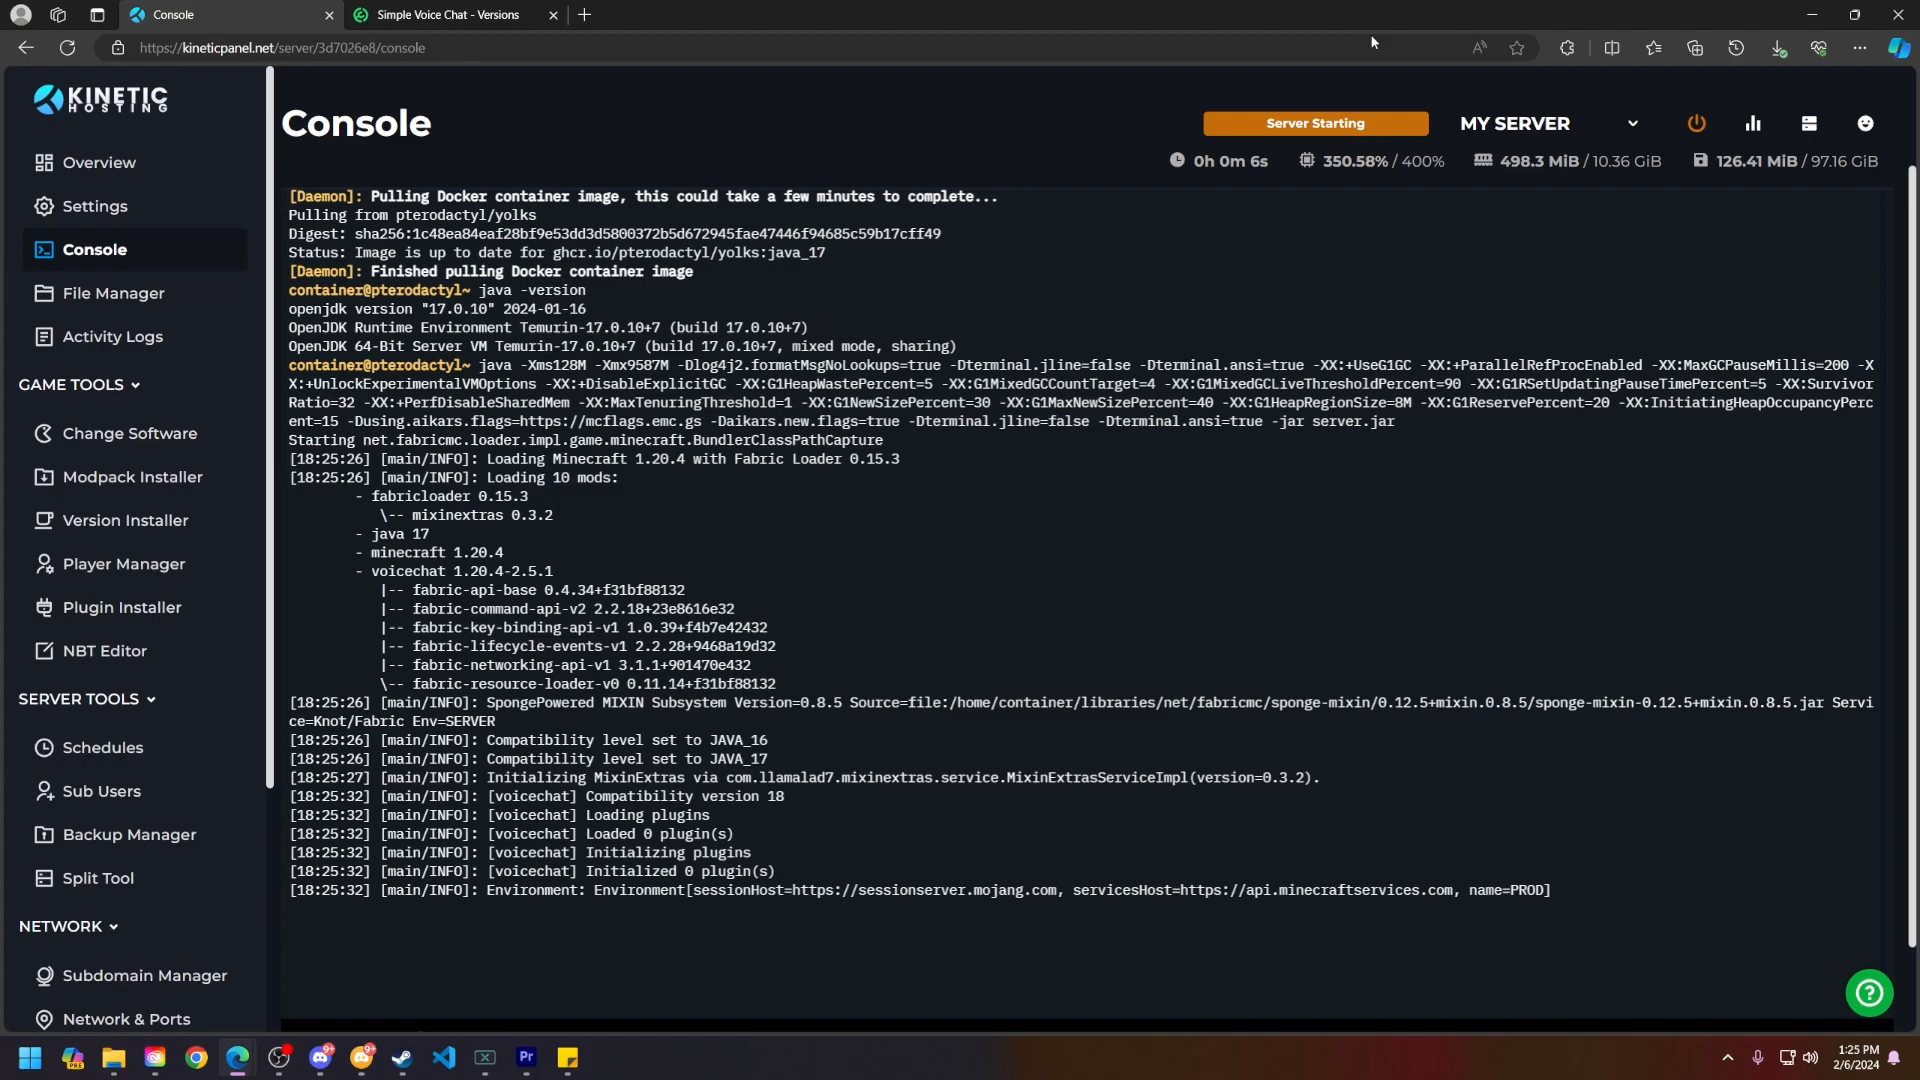 Console
Simple Voice Chat - Versions
https://kineticpanel.net/server/3d7026e8/console
KINETIC
HOSTING
Overview
Settings
Console
File Manager
Activity Logs
GAME TOOLS
Change Software
Modpack Installer
Version Installer
Player Manager
Plugin Installer
NBT Editor
SERVER TOOLS
Schedules
Sub Users
Backup Manager
Split Tool
NETWORK
Subdomain Manager
Network & Ports
Console
Server Starting
MY SERVER
0h 0m 6s
350.58% / 400%
498.3 MiB / 10.36 GiB
126.41 MiB / 97.16 GiB
[Daemon]: Pulling Docker container image, this could take a few minutes to complete...
Pulling from pterodactyl/yolks
Digest: sha256:1c48ea84eaf28bf9e53dd3d5800372b5d672945fae47446f94685c59b17cff49
Status: Image is up to date for ghcr.io/pterodactyl/yolks:java_17
[Daemon]: Finished pulling Docker container image
container@pterodactyl~ java -version
openjdk version "17.0.10" 2024-01-16
OpenJDK Runtime Environment Temurin-17.0.10+7 (build 17.0.10+7)
OpenJDK 64-Bit Server VM Temurin-17.0.10+7 (build 17.0.10+7, mixed mode, sharing)
container@pterodactyl~ java -Xms128M -Xmx9587M -Dlog4j2.formatMsgNoLookups=true -Dterminal.jline=false -Dterminal.ansi=true -XX:+UseG1GC -XX:+ParallelRefProcEnabled -XX:MaxGCPauseMillis=200 -X
X:+UnlockExperimentalVMOptions -XX:+DisableExplicitGC -XX:G1HeapWastePercent=5 -XX:G1MixedGCCountTarget=4 -XX:G1MixedGCLiveThresholdPercent=90 -XX:G1RSetUpdatingPauseTimePercent=5 -XX:Survivor
Ratio=32 -XX:+PerfDisableSharedMem -XX:MaxTenuringThreshold=1 -XX:G1NewSizePercent=30 -XX:G1MaxNewSizePercent=40 -XX:G1HeapRegionSize=8M -XX:G1ReservePercent=20 -XX:InitiatingHeapOccupancyPerc
ent=15 -Dusing.aikars.flags=https://mcflags.emc.gs -Daikars.new.flags=true -Dterminal.jline=false -Dterminal.ansi=true -jar server.jar
Starting net.fabricmc.loader.impl.game.minecraft.BundlerClassPathCapture
[18:25:26] [main/INFO]: Loading Minecraft 1.20.4 with Fabric Loader 0.15.3
[18:25:26] [main/INFO]: Loading 10 mods:
- fabricloader 0.15.3
\-- mixinextras 0.3.2
- java 17
- minecraft 1.20.4
- voicechat 1.20.4-2.5.1
|-- fabric-api-base 0.4.34+f31bf88132
|-- fabric-command-api-v2 2.2.18+23e8616e32
|-- fabric-key-binding-api-v1 1.0.39+f4b7e42432
|-- fabric-lifecycle-events-v1 2.2.28+9468a19d32
|-- fabric-networking-api-v1 3.1.1+901470e432
\-- fabric-resource-loader-v0 0.11.14+f31bf88132
[18:25:26] [main/INFO]: SpongePowered MIXIN Subsystem Version=0.8.5 Source=file:/home/container/libraries/net/fabricmc/sponge-mixin/0.12.5+mixin.0.8.5/sponge-mixin-0.12.5+mixin.0.8.5.jar Servi
ce=Knot/Fabric Env=SERVER
[18:25:26] [main/INFO]: Compatibility level set to JAVA_16
[18:25:26] [main/INFO]: Compatibility level set to JAVA_17
[18:25:27] [main/INFO]: Initializing MixinExtras via com.llamalad7.mixinextras.service.MixinExtrasServiceImpl(version=0.3.2).
[18:25:32] [main/INFO]: [voicechat] Compatibility version 18
[18:25:32] [main/INFO]: [voicechat] Loading plugins
[18:25:32] [main/INFO]: [voicechat] Loaded 0 plugin(s)
[18:25:32] [main/INFO]: [voicechat] Initializing plugins
[18:25:32] [main/INFO]: [voicechat] Initialized 0 plugin(s)
[18:25:32] [main/INFO]: Environment: Environment[sessionHost=https://sessionserver.mojang.com, servicesHost=https://api.minecraftservices.com, name=PROD]
1:25 PM
2/6/2024